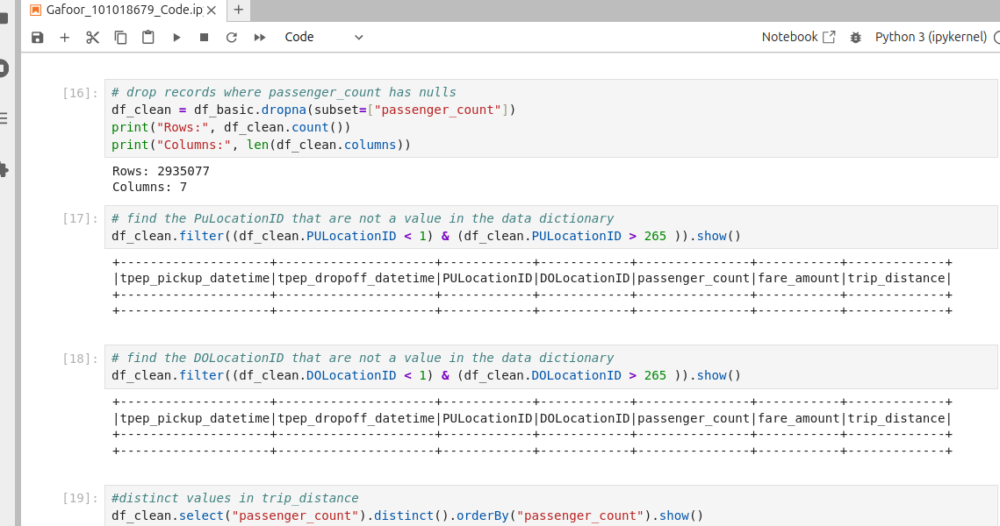 Gafoor_101018679_Code.ip
Code
Notebook
Python 3 (ipykernel)
[16]:
# drop records where passenger_count has nulls
df_clean = df_basic.dropna(subset=["passenger_count"])
print("Rows:", df_clean.count())
print("Columns:", len(df_clean.columns))
Rows: 2935077
Columns: 7
[17]:
# find the PuLocationID that are not a value in the data dictionary
df_clean.filter((df_clean.PULocationID < 1) & (df_clean.PULocationID > 265 )).show()
+--------------------+---------------------+------------+------------+---------------+-----------+-------------+
|tpep_pickup_datetime|tpep_dropoff_datetime|PULocationID|DOLocationID|passenger_count|fare_amount|trip_distance|
+--------------------+---------------------+------------+------------+---------------+-----------+-------------+
+--------------------+---------------------+------------+------------+---------------+-----------+-------------+
[18]:
# find the DOLocationID that are not a value in the data dictionary
df_clean.filter((df_clean.DOLocationID < 1) & (df_clean.DOLocationID > 265 )).show()
+--------------------+---------------------+------------+------------+---------------+-----------+-------------+
|tpep_pickup_datetime|tpep_dropoff_datetime|PULocationID|DOLocationID|passenger_count|fare_amount|trip_distance|
+--------------------+---------------------+------------+------------+---------------+-----------+-------------+
+--------------------+---------------------+------------+------------+---------------+-----------+-------------+
[19]:
#distinct values in trip_distance
df_clean.select("passenger_count").distinct().orderBy("passenger_count").show()